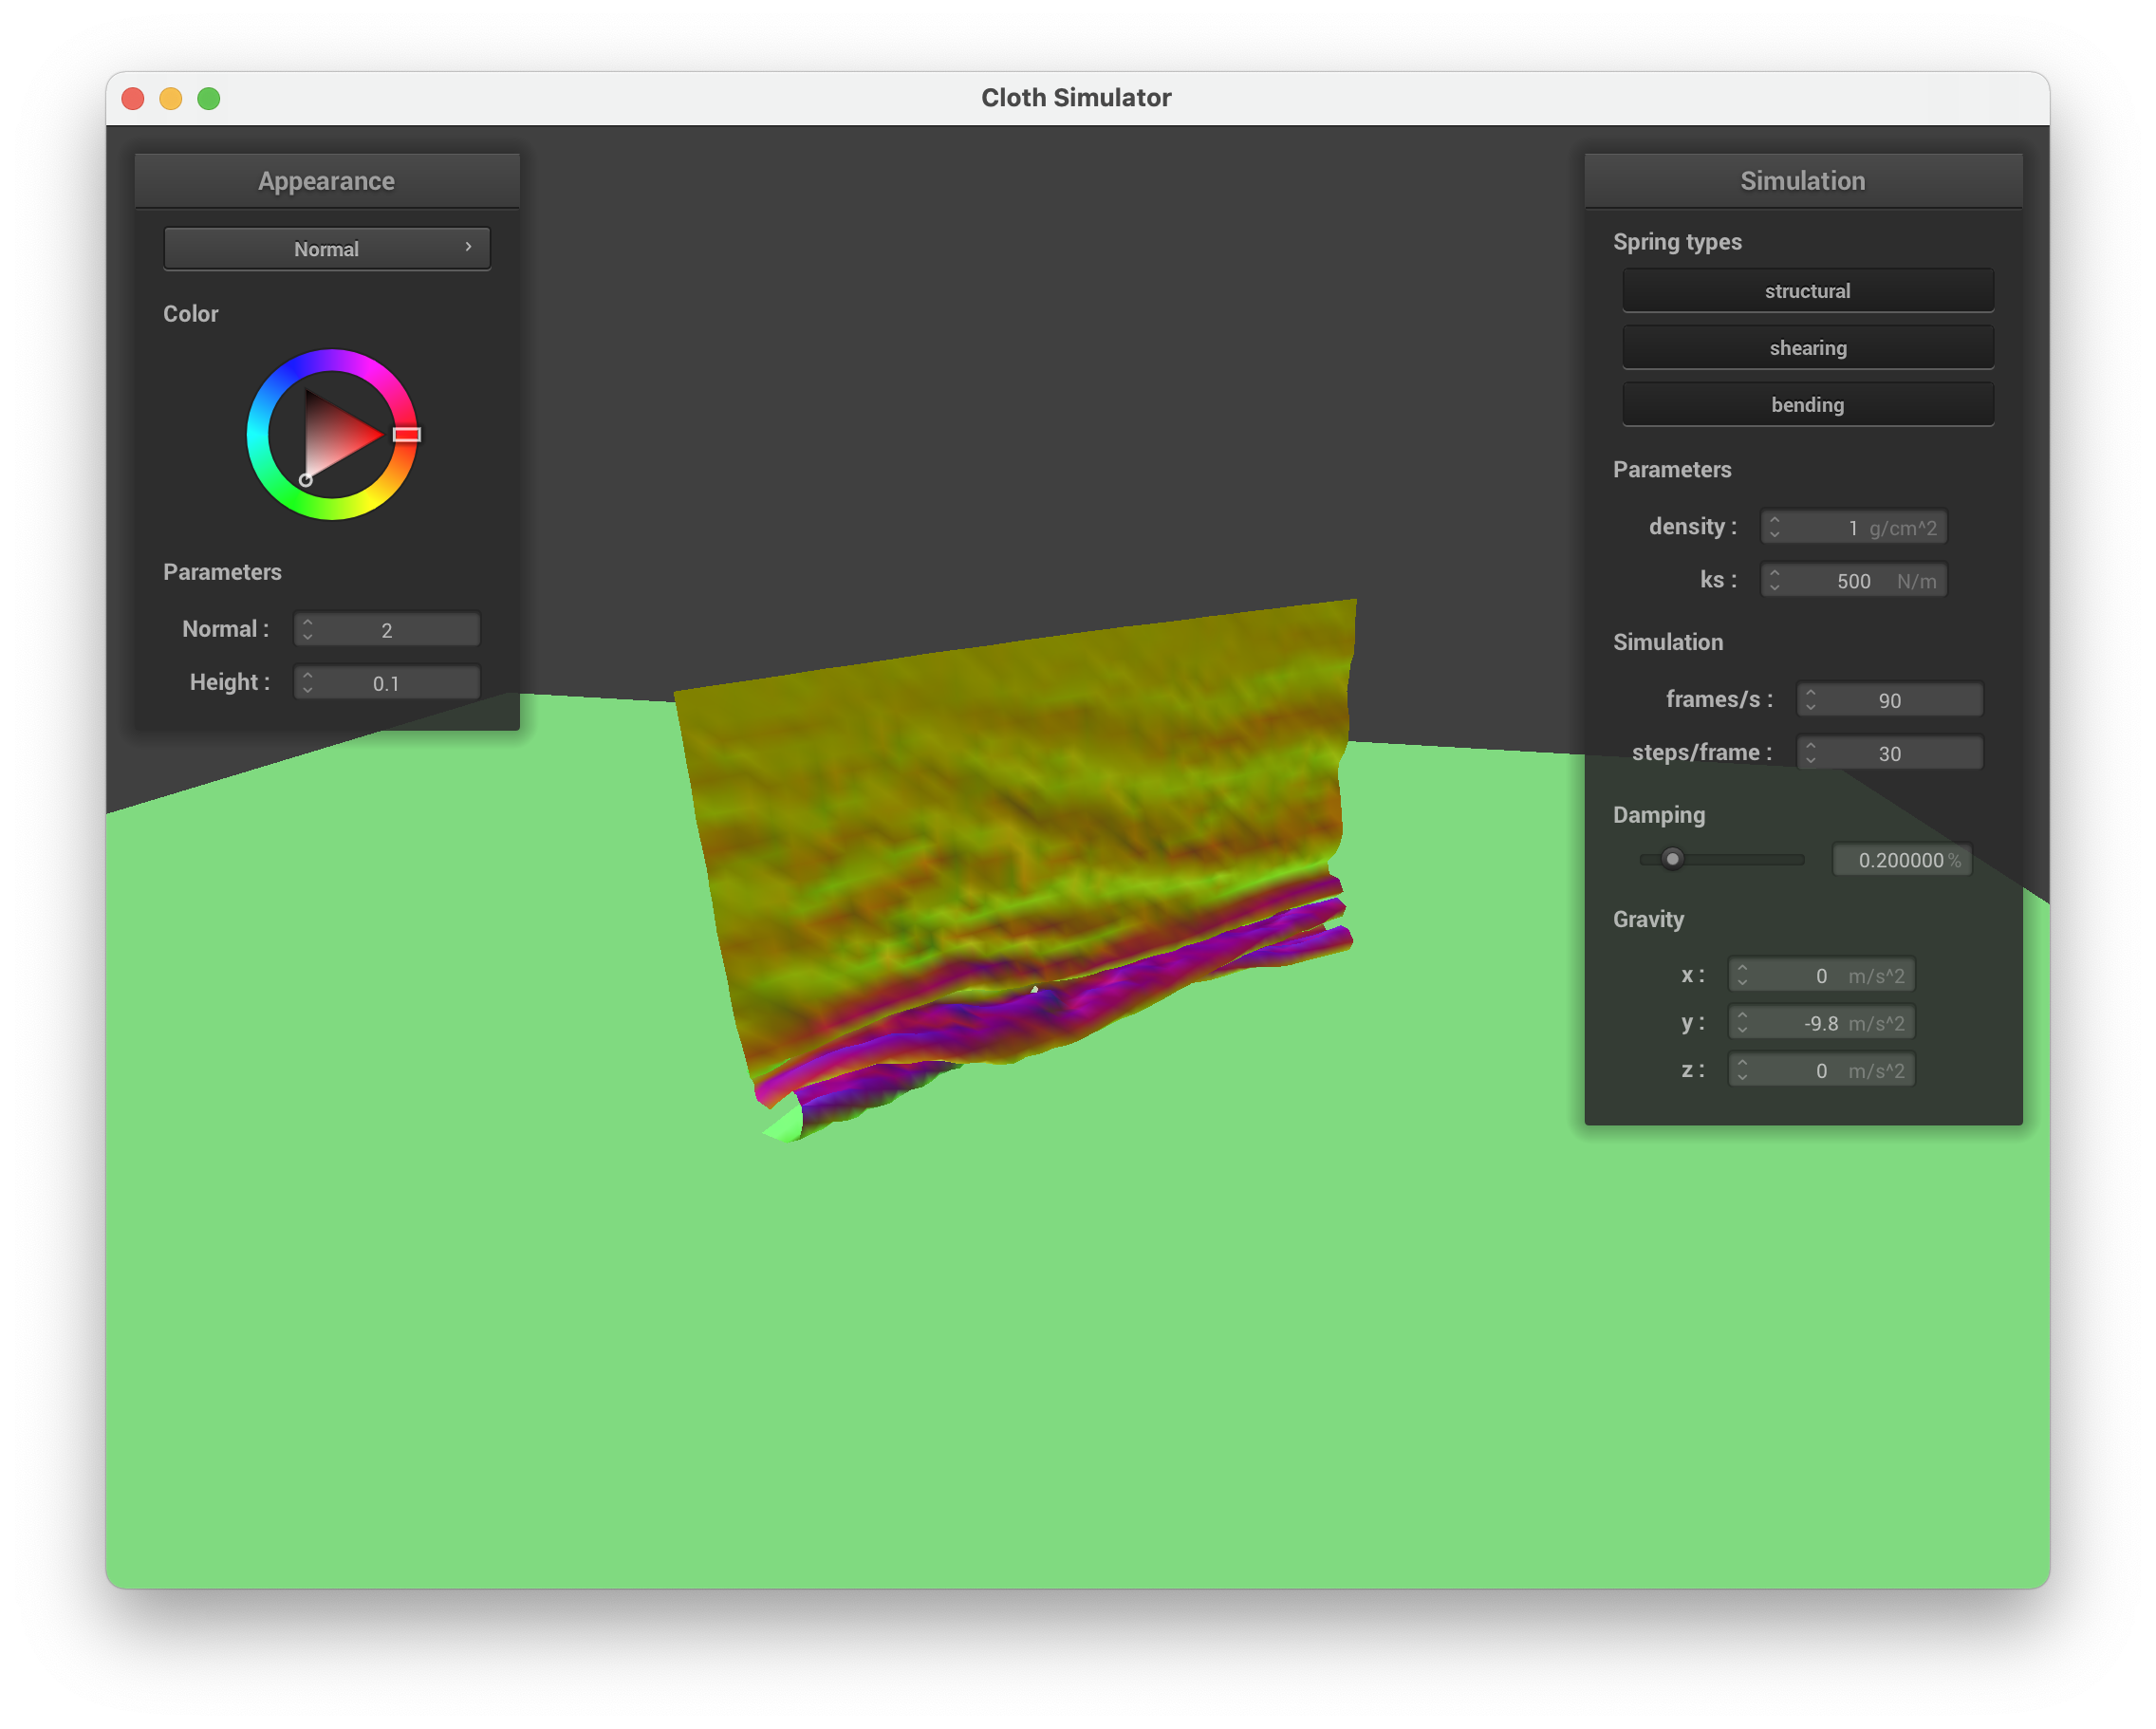 Cloth Simulator
Appearance
Normal
Color
Parameters
Normal : 2
Height : 0.1
Simulation
Spring types
structural
shearing
bending
Parameters
density : 1 g/cm^2
ks : 500 N/m
Simulation
frames/s : 90
steps/frame : 30
Damping
0.200000 %
Gravity
x : 0 m/s^2
y : -9.8 m/s^2
z : 0 m/s^2